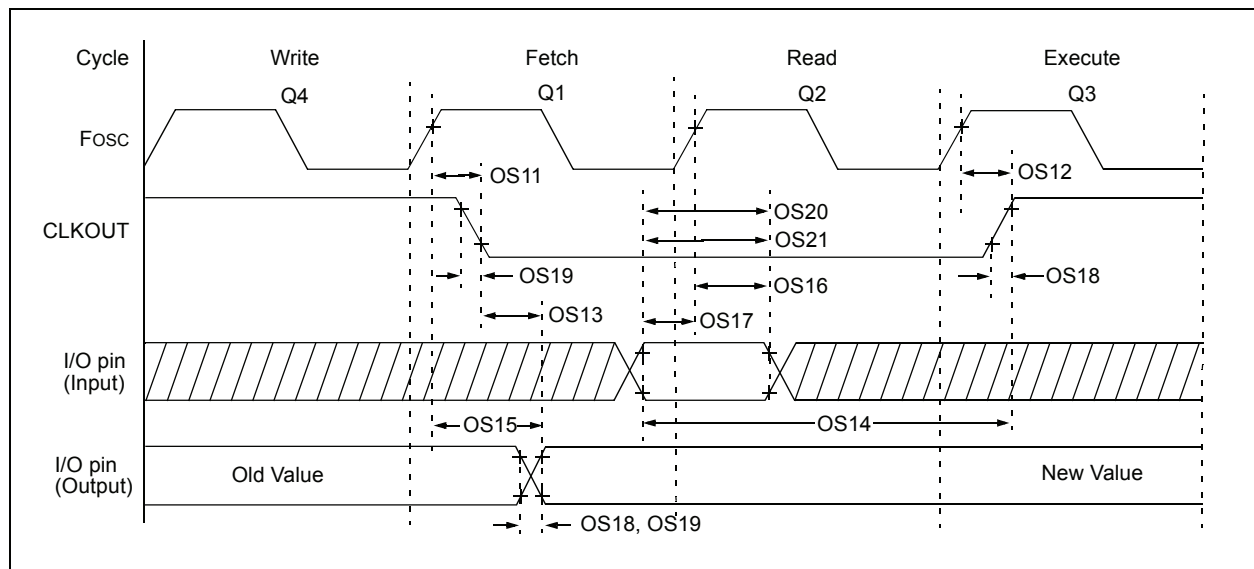 Cycle Write Fetch Read Execute
Q4 Q1 Q2 Q3
FOSC
OS11 OS12
OS20
CLKOUT
OS21
OS19 OS16 OS18
OS13 OS17
I/O pin
(Input)
OS15 OS14
I/O pin
(Output)
Old Value New Value
OS18, OS19